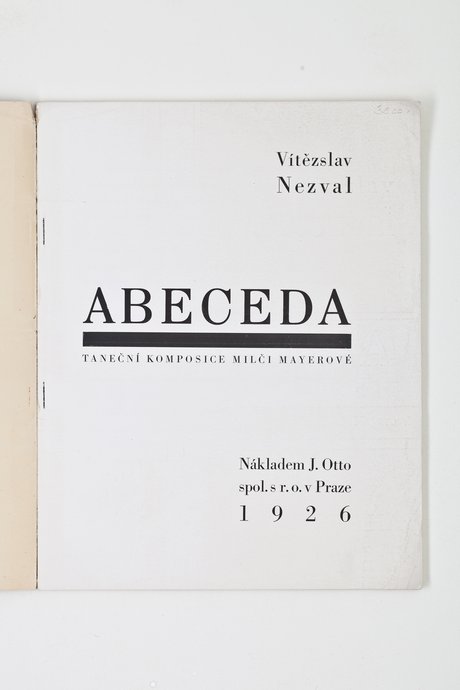 Vítězslav
Nezval
ABECEDA
TANEČNÍ KOMPOSICE MILČI MAYEROVÉ
Nákladem J. Otto
spol. s r. o. v Praze
1926